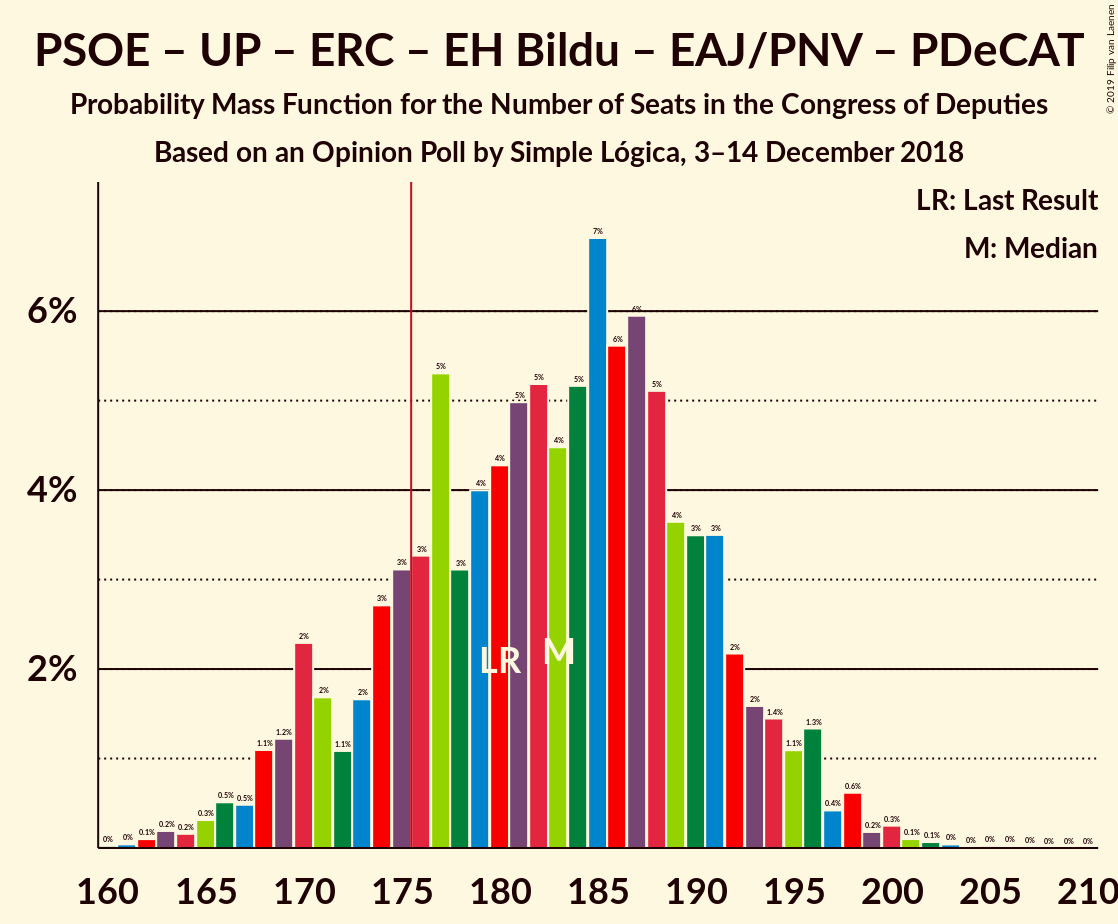 PSOE – UP – ERC – EH Bildu – EAJ/PNV – PDeCAT
Probability Mass Function for the Number of Seats in the Congress of Deputies
Based on an Opinion Poll by Simple Lógica, 3–14 December 2018
© 2019 Filip van Laenen
LR: Last Result
M: Median
6%
4%
2%
0% 0% 0.1% 0.2% 0.2% 0.3% 0.5% 0.5% 1.1% 1.2% 2% 2% 1.1% 2% 3% 3% 3% 5% 3% 4% 4% 5% 5% 4% 5% 7% 6% 6% 5% 4% 3% 3% 2% 2% 1.4% 1.1% 1.3% 0.4% 0.6% 0.2% 0.3% 0.1% 0.1% 0% 0% 0% 0% 0% 0% 0% 0%
LR M
160 165 170 175 180 185 190 195 200 205 210